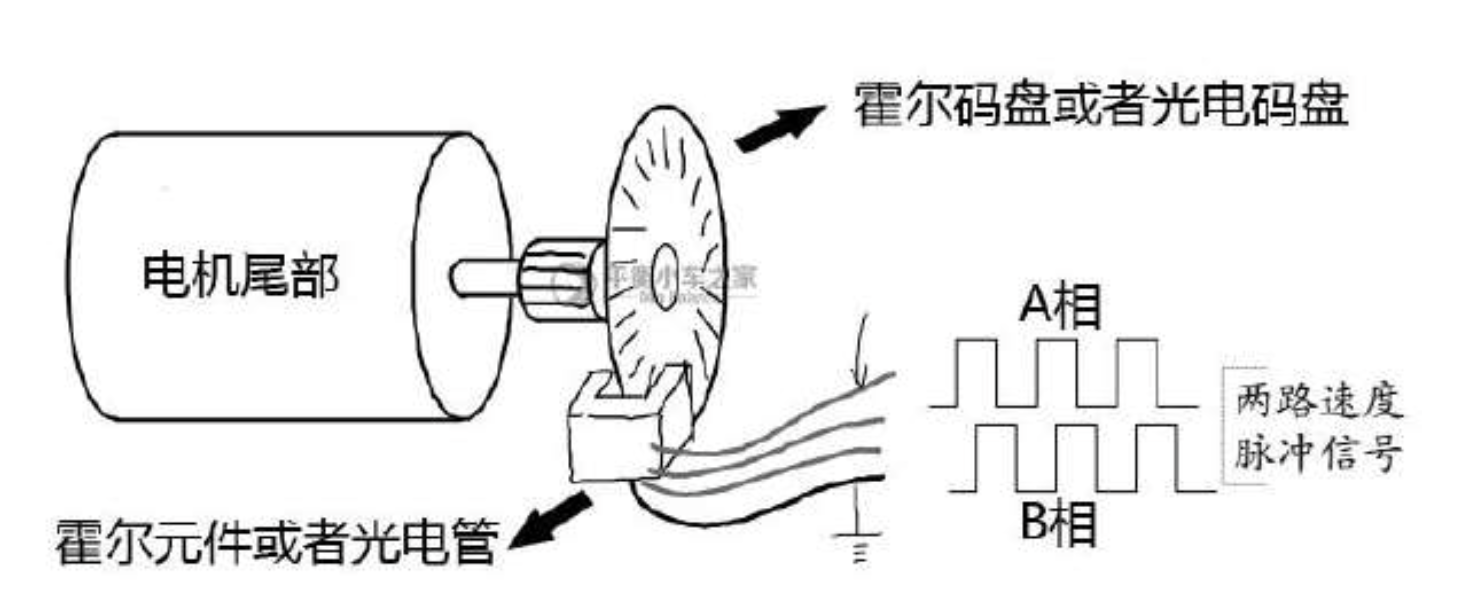 霍尔码盘或者光电码盘
电机尾部
平衡小车之家
A相
两路速度
脉冲信号
B相
霍尔元件或者光电管